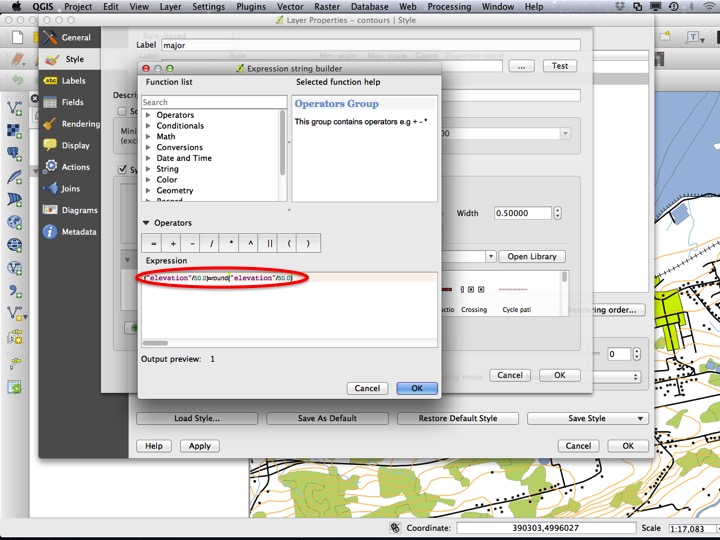 QGIS Project Edit View Layer Settings Plugins Vector Raster Database Web Processing Window Help
Layer Properties - contours | Style
General
Style
Labels
Fields
Rendering
Display
Actions
Joins
Diagrams
Metadata
Label major
... Test
Expression string builder
Function list
Search
Operators
Conditionals
Math
Conversions
Date and Time
String
Color
Geometry
Record
Selected function help
Operators Group
This group contains operators e.g + - *
Operators
= + - / * ^ || ( )
Expression
("elevation"/50.0)=round("elevation"/50.0)
Output preview: 1
Cancel OK
Width 0.50000
Open Library
Crossing Cycle patl
Rendering order...
0
Cancel OK
Load Style... Save As Default Restore Default Style Save Style
Help Apply Cancel OK
Coordinate: 390303,4996027 Scale 1:17,083